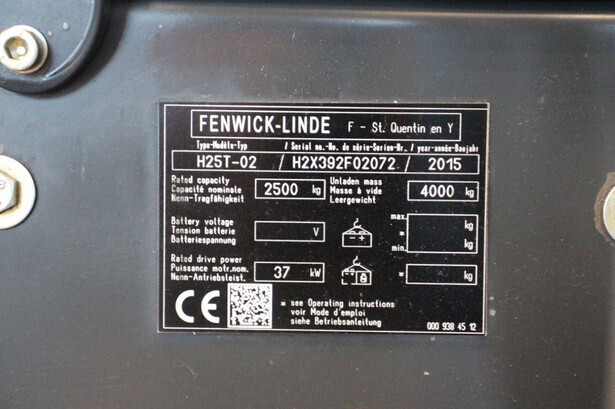 FENWICK-LINDE F - St. Quentin en Y
Type-Modèle-Typ / Serial no.-No. de série-Serien-Nr. / year-année-Baujahr
H25T-02 / H2X392F02072 / 2015
Rated capacity
Capacité nominale 2500 kg
Nenn-Tragfähigkeit
Unladen mass
Masse à vide 4000 kg
Leergewicht
Battery voltage
Tension batterie V
Batteriespannung
- +
max. kg
*
min. kg
Rated drive power
Puissance motr.nom. 37 kW
Nenn-Antriebsleist.
L
* kg
CE
* see Operating instructions
voir Mode d'emploi
siehe Betriebsanleitung
000 938 45 12